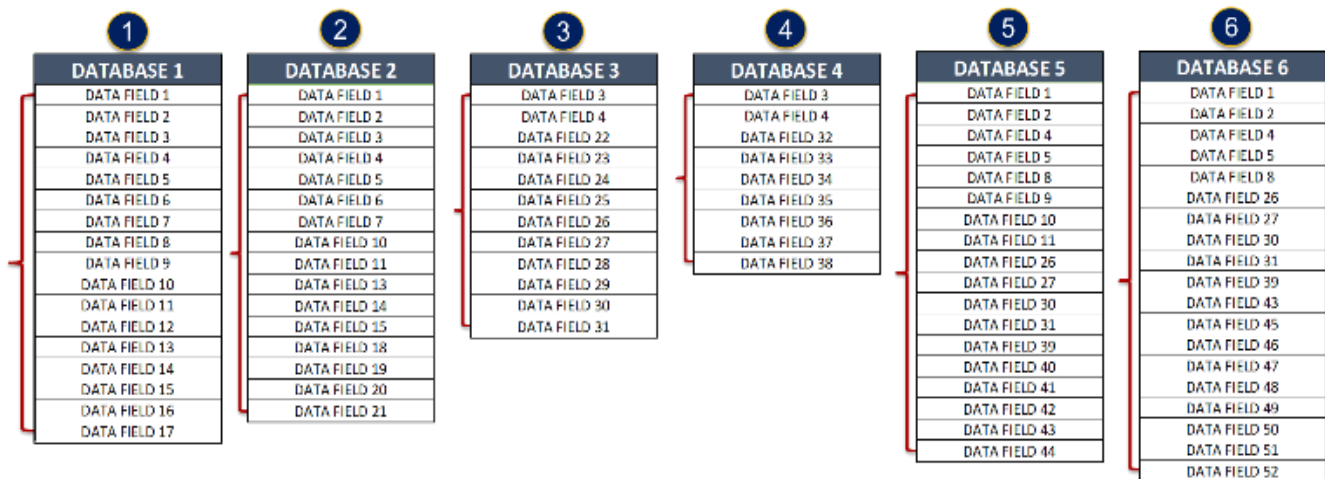 1
DATABASE 1
DATA FIELD 1
DATA FIELD 2
DATA FIELD 3
DATA FIELD 4
DATA FIELD 5
DATA FIELD 6
DATA FIELD 7
DATA FIELD 8
DATA FIELD 9
DATA FIELD 10
DATA FIELD 11
DATA FIELD 12
DATA FIELD 13
DATA FIELD 14
DATA FIELD 15
DATA FIELD 16
DATA FIELD 17
2
DATABASE 2
DATA FIELD 1
DATA FIELD 2
DATA FIELD 3
DATA FIELD 4
DATA FIELD 5
DATA FIELD 6
DATA FIELD 7
DATA FIELD 10
DATA FIELD 11
DATA FIELD 13
DATA FIELD 14
DATA FIELD 15
DATA FIELD 18
DATA FIELD 19
DATA FIELD 20
DATA FIELD 21
3
DATABASE 3
DATA FIELD 3
DATA FIELD 4
DATA FIELD 22
DATA FIELD 23
DATA FIELD 24
DATA FIELD 25
DATA FIELD 26
DATA FIELD 27
DATA FIELD 28
DATA FIELD 29
DATA FIELD 30
DATA FIELD 31
4
DATABASE 4
DATA FIELD 3
DATA FIELD 4
DATA FIELD 32
DATA FIELD 33
DATA FIELD 34
DATA FIELD 35
DATA FIELD 36
DATA FIELD 37
DATA FIELD 38
5
DATABASE 5
DATA FIELD 1
DATA FIELD 2
DATA FIELD 4
DATA FIELD 5
DATA FIELD 8
DATA FIELD 9
DATA FIELD 10
DATA FIELD 11
DATA FIELD 26
DATA FIELD 27
DATA FIELD 30
DATA FIELD 31
DATA FIELD 39
DATA FIELD 40
DATA FIELD 41
DATA FIELD 42
DATA FIELD 43
DATA FIELD 44
6
DATABASE 6
DATA FIELD 1
DATA FIELD 2
DATA FIELD 4
DATA FIELD 5
DATA FIELD 8
DATA FIELD 26
DATA FIELD 27
DATA FIELD 30
DATA FIELD 31
DATA FIELD 39
DATA FIELD 43
DATA FIELD 45
DATA FIELD 46
DATA FIELD 47
DATA FIELD 48
DATA FIELD 49
DATA FIELD 50
DATA FIELD 51
DATA FIELD 52